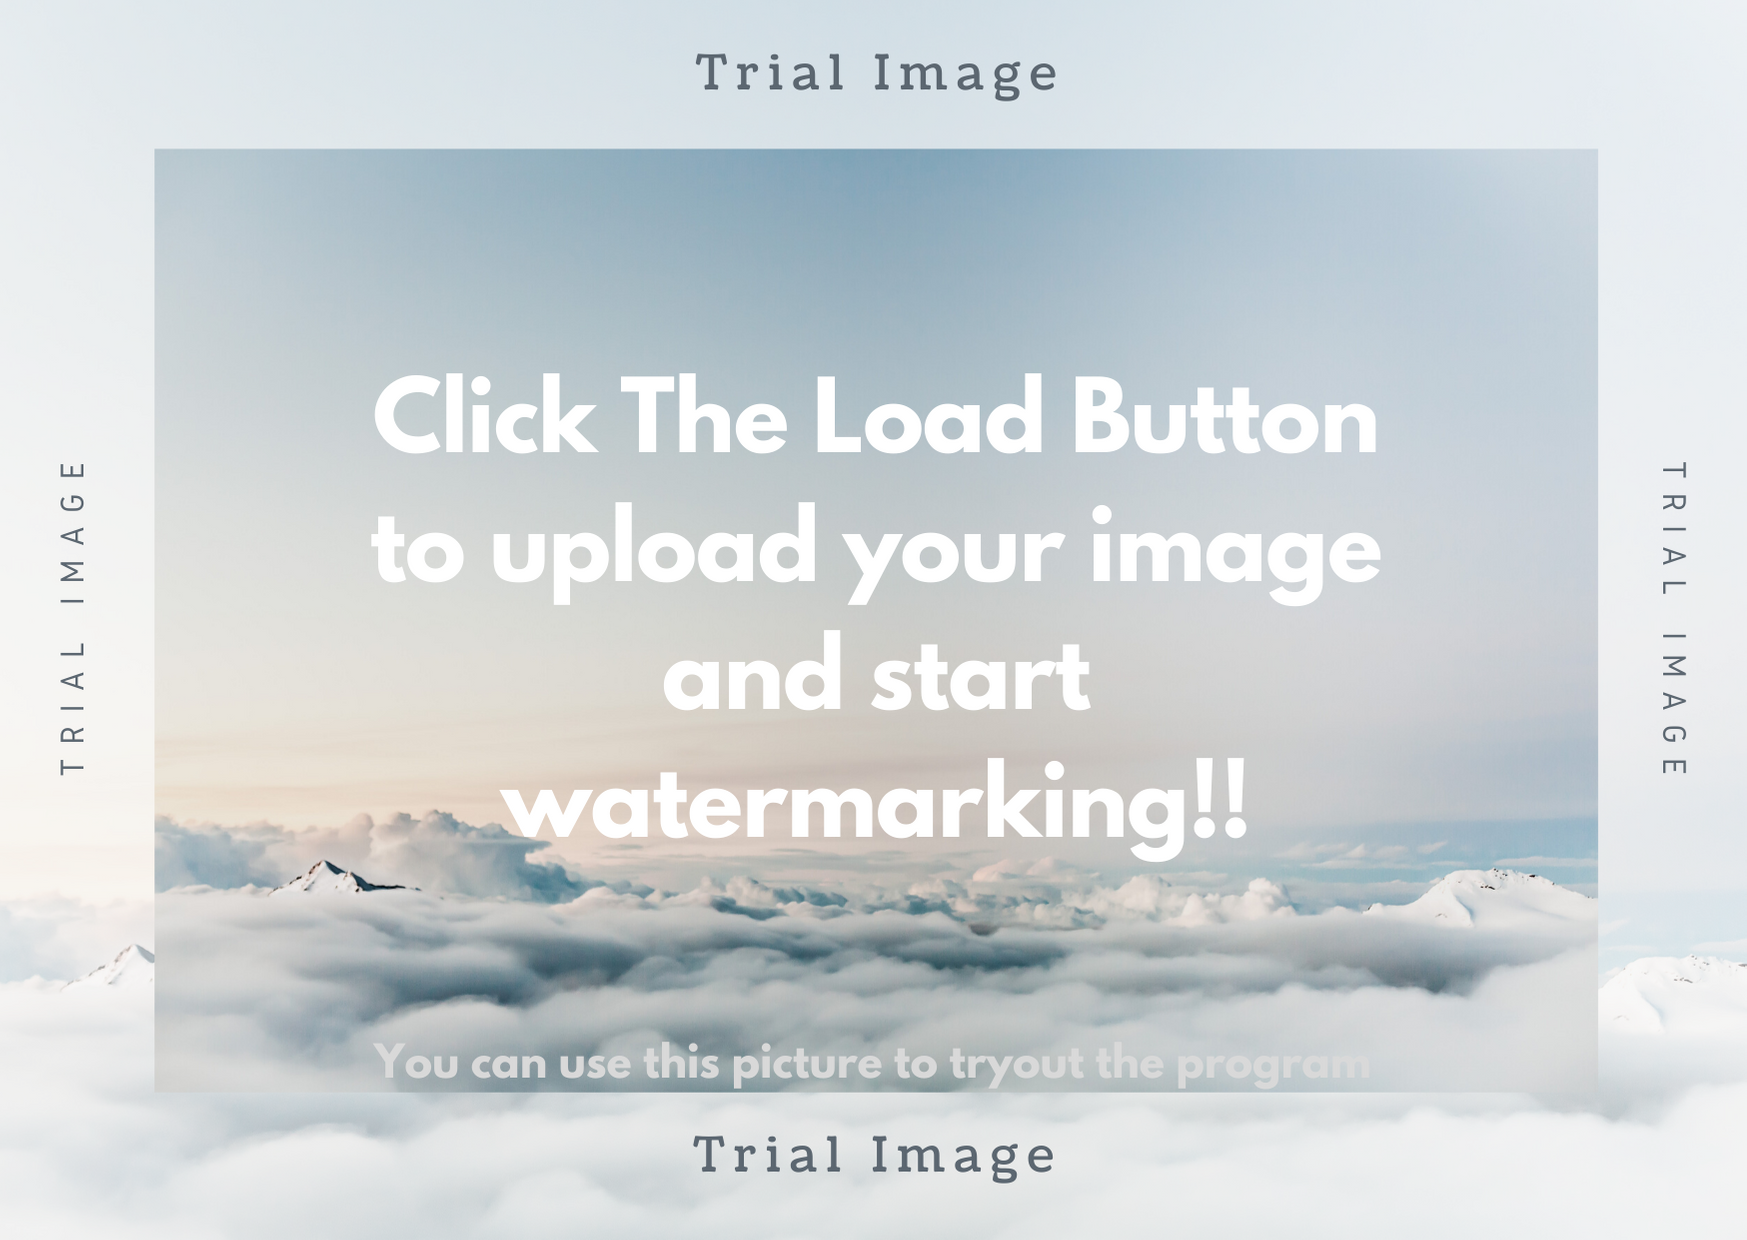 Trial Image
TRIAL IMAGE
Click The Load Button
to upload your image
and start
watermarking!!
TRIAL IMAGE
You can use this picture to tryout the program
Trial Image